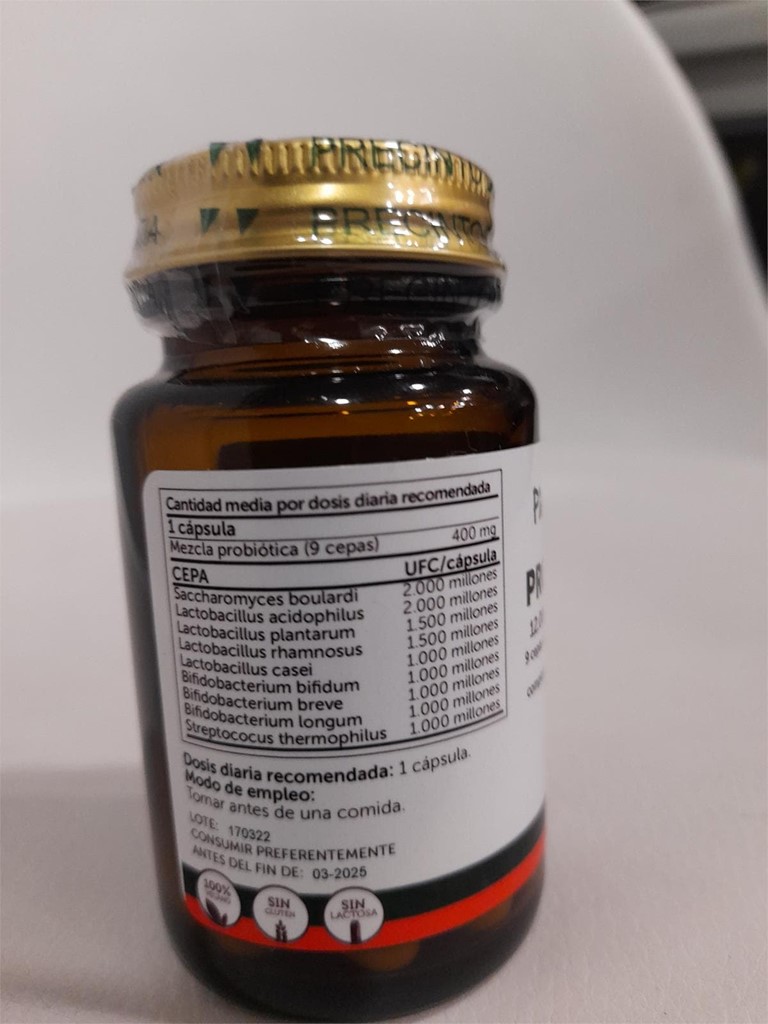 PRECINTO
PRECINTO
Cantidad media por dosis diaria recomendada
1 cápsula
Mezcla probiótica (9 cepas) 400 mg
CEPA UFC/cápsula
Saccharomyces boulardi 2.000 millones
Lactobacillus acidophilus 2.000 millones
Lactobacillus plantarum 1.500 millones
Lactobacillus rhamnosus 1.500 millones
Lactobacillus casei 1.000 millones
Bifidobacterium bifidum 1.000 millones
Bifidobacterium breve 1.000 millones
Bifidobacterium longum 1.000 millones
Streptococus thermophilus 1.000 millones
Dosis diaria recomendada: 1 cápsula.
Modo de empleo:
Tomar antes de una comida.
LOTE: 170322
CONSUMIR PREFERENTEMENTE
ANTES DEL FIN DE: 03-2025
100%
VEGANO
SIN
GLUTEN
SIN
LACTOSA